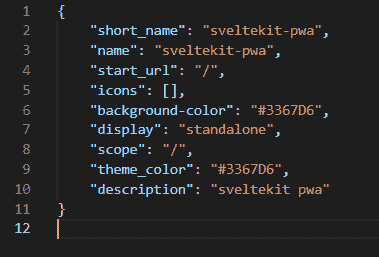 1 {
2 "short_name": "sveltekit-pwa",
3 "name": "sveltekit-pwa",
4 "start_url": "/",
5 "icons": [],
6 "background-color": "#3367D6",
7 "display": "standalone",
8 "scope": "/",
9 "theme_color": "#3367D6",
10 "description": "sveltekit pwa"
11 }
12